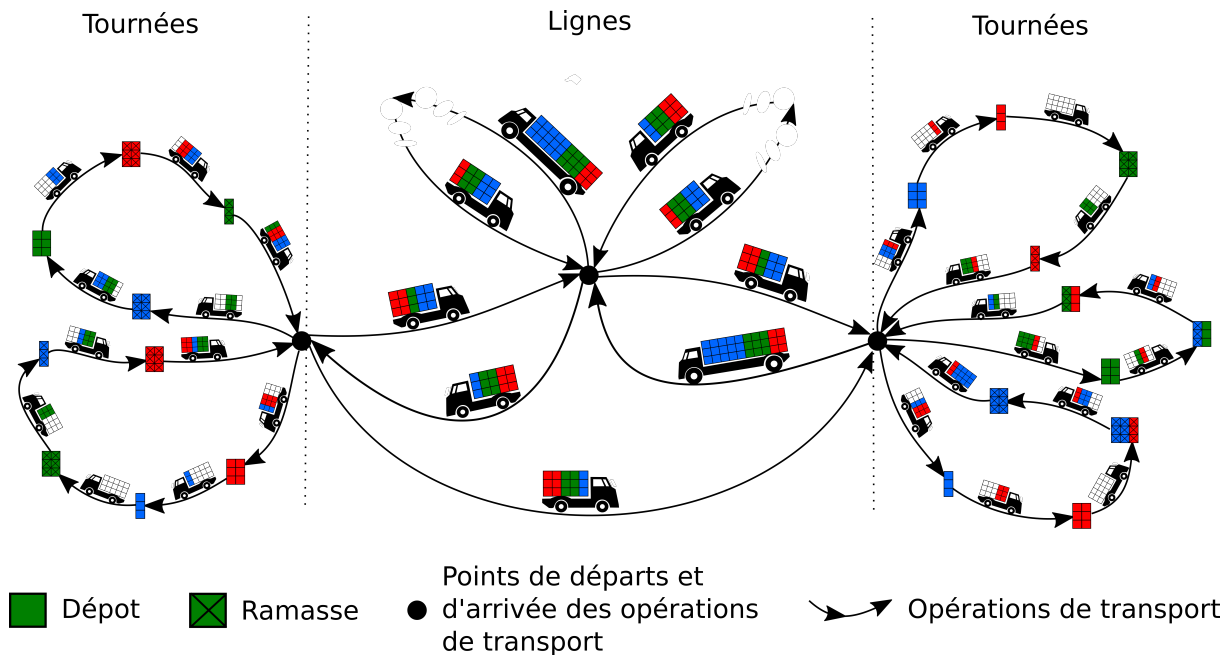 Tournées
Lignes
Tournées
Dépot
Ramasse
Points de départs et
d'arrivée des opérations
de transport
Opérations de transport